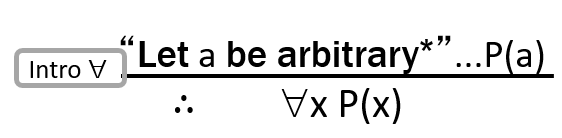 “Let a be arbitrary*”...P(a)
Intro ∀
∴ ∀x P(x)